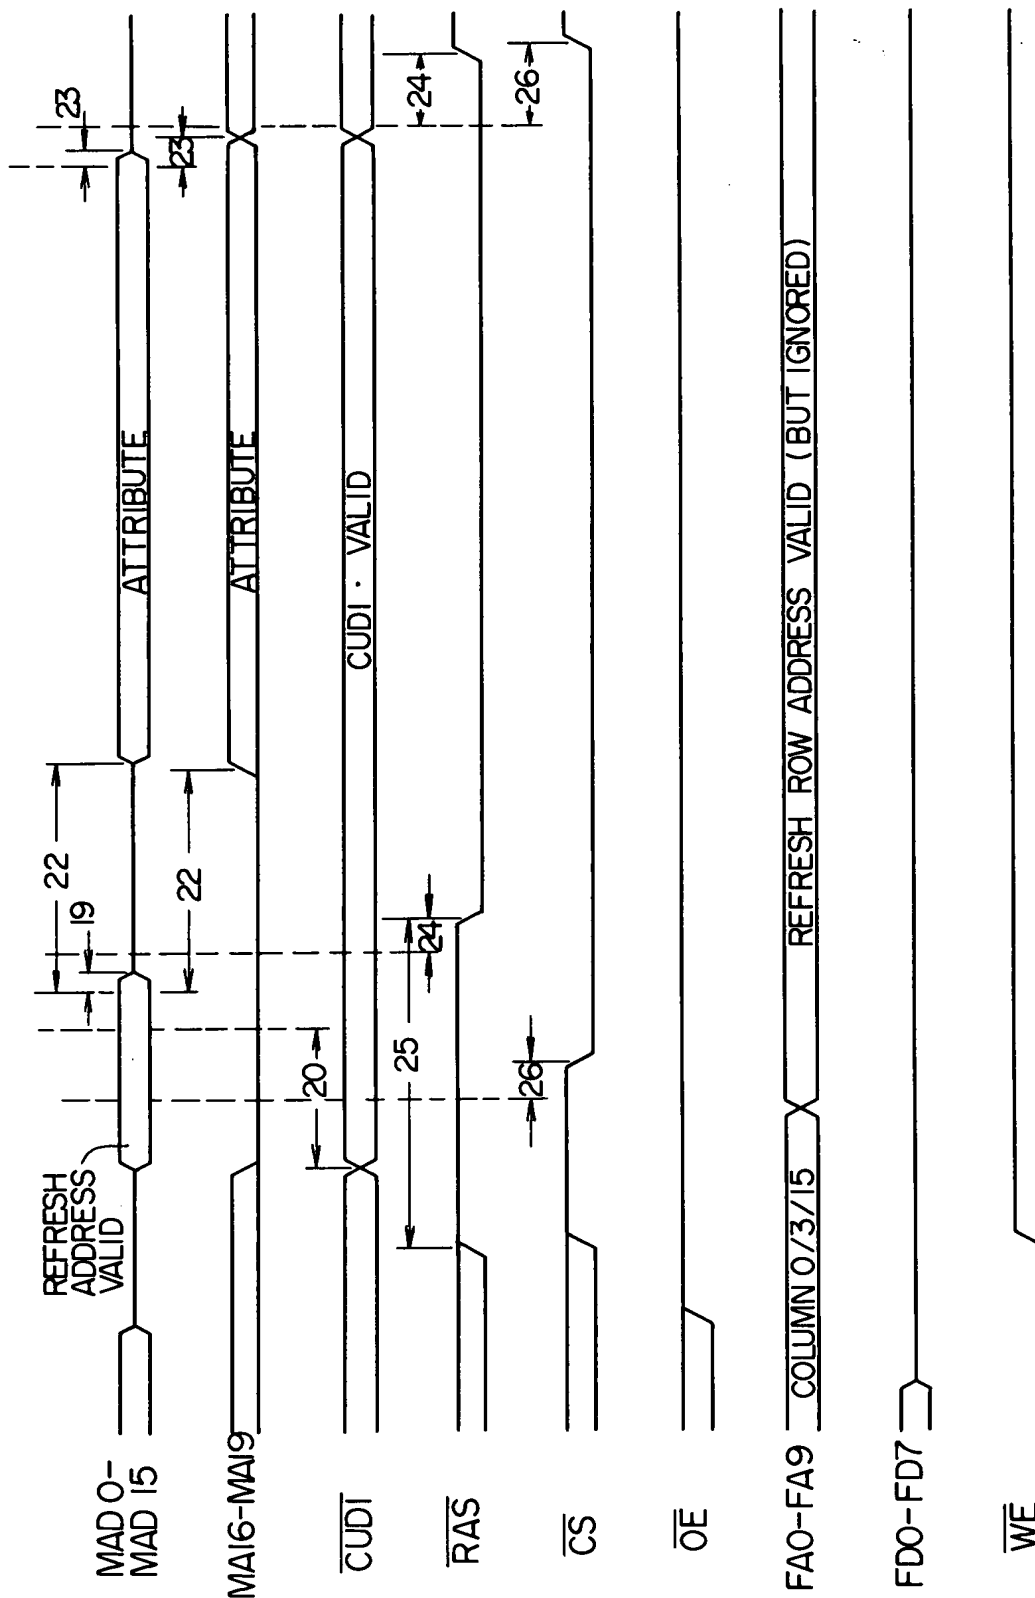 MAD 0-
MAD 15
REFRESH
ADDRESS
VALID
19
22
ATTRIBUTE
23
MA16-MA19
22
ATTRIBUTE
23
CUDI
20
CUDI · VALID
RAS
25
24
24
CS
26
26
OE
FA0-FA9
COLUMN 0/3/15
REFRESH ROW ADDRESS VALID (BUT IGNORED)
FD0-FD7
WE